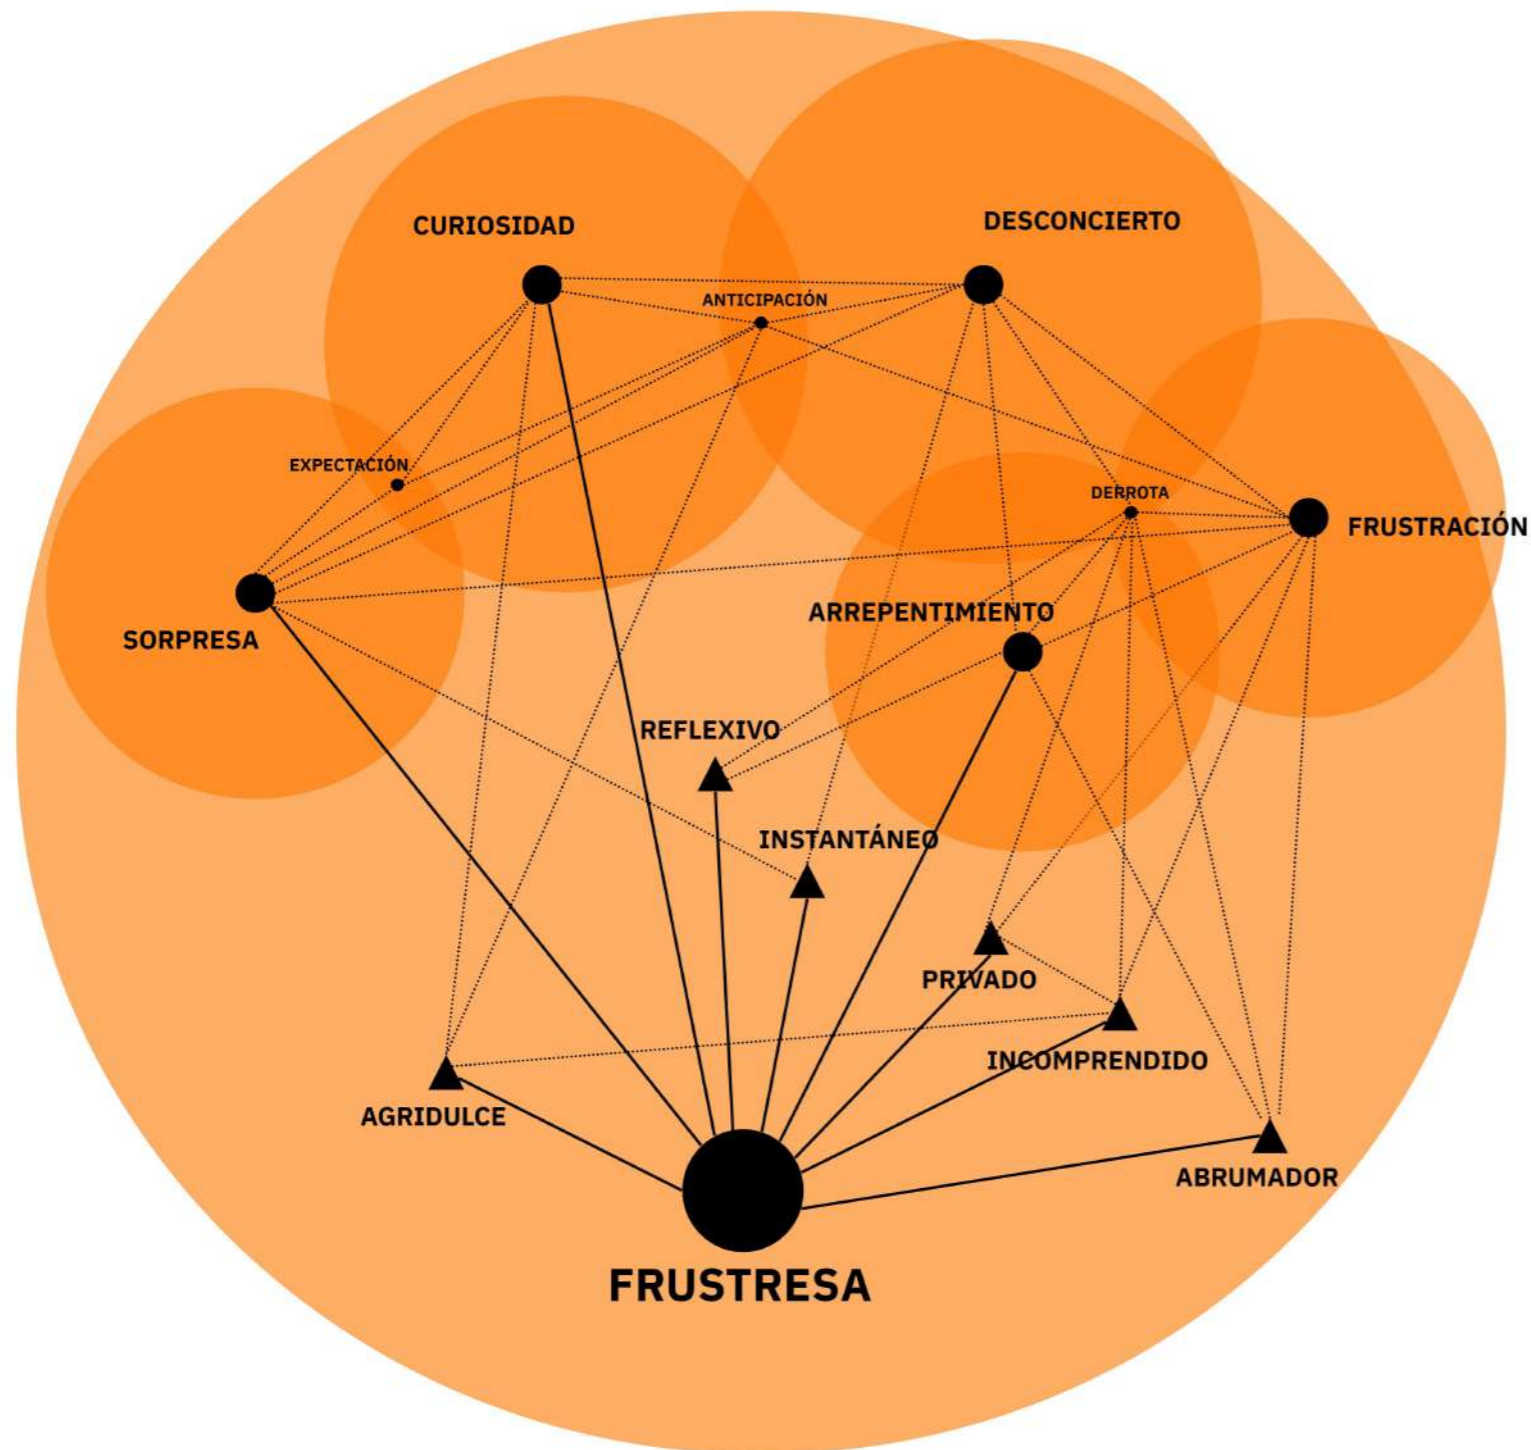 DESCONCIERTO
CURIOSIDAD
ANTICIPACIÓN
EXPECTACIÓN
DERROTA
FRUSTRACIÓN
ARREPENTIMIENTO
SORPRESA
REFLEXIVO
INSTANTÁNEO
PRIVADO
INCOMPRENDIDO
AGRIDULCE
ABRUMADOR
FRUSTRESA